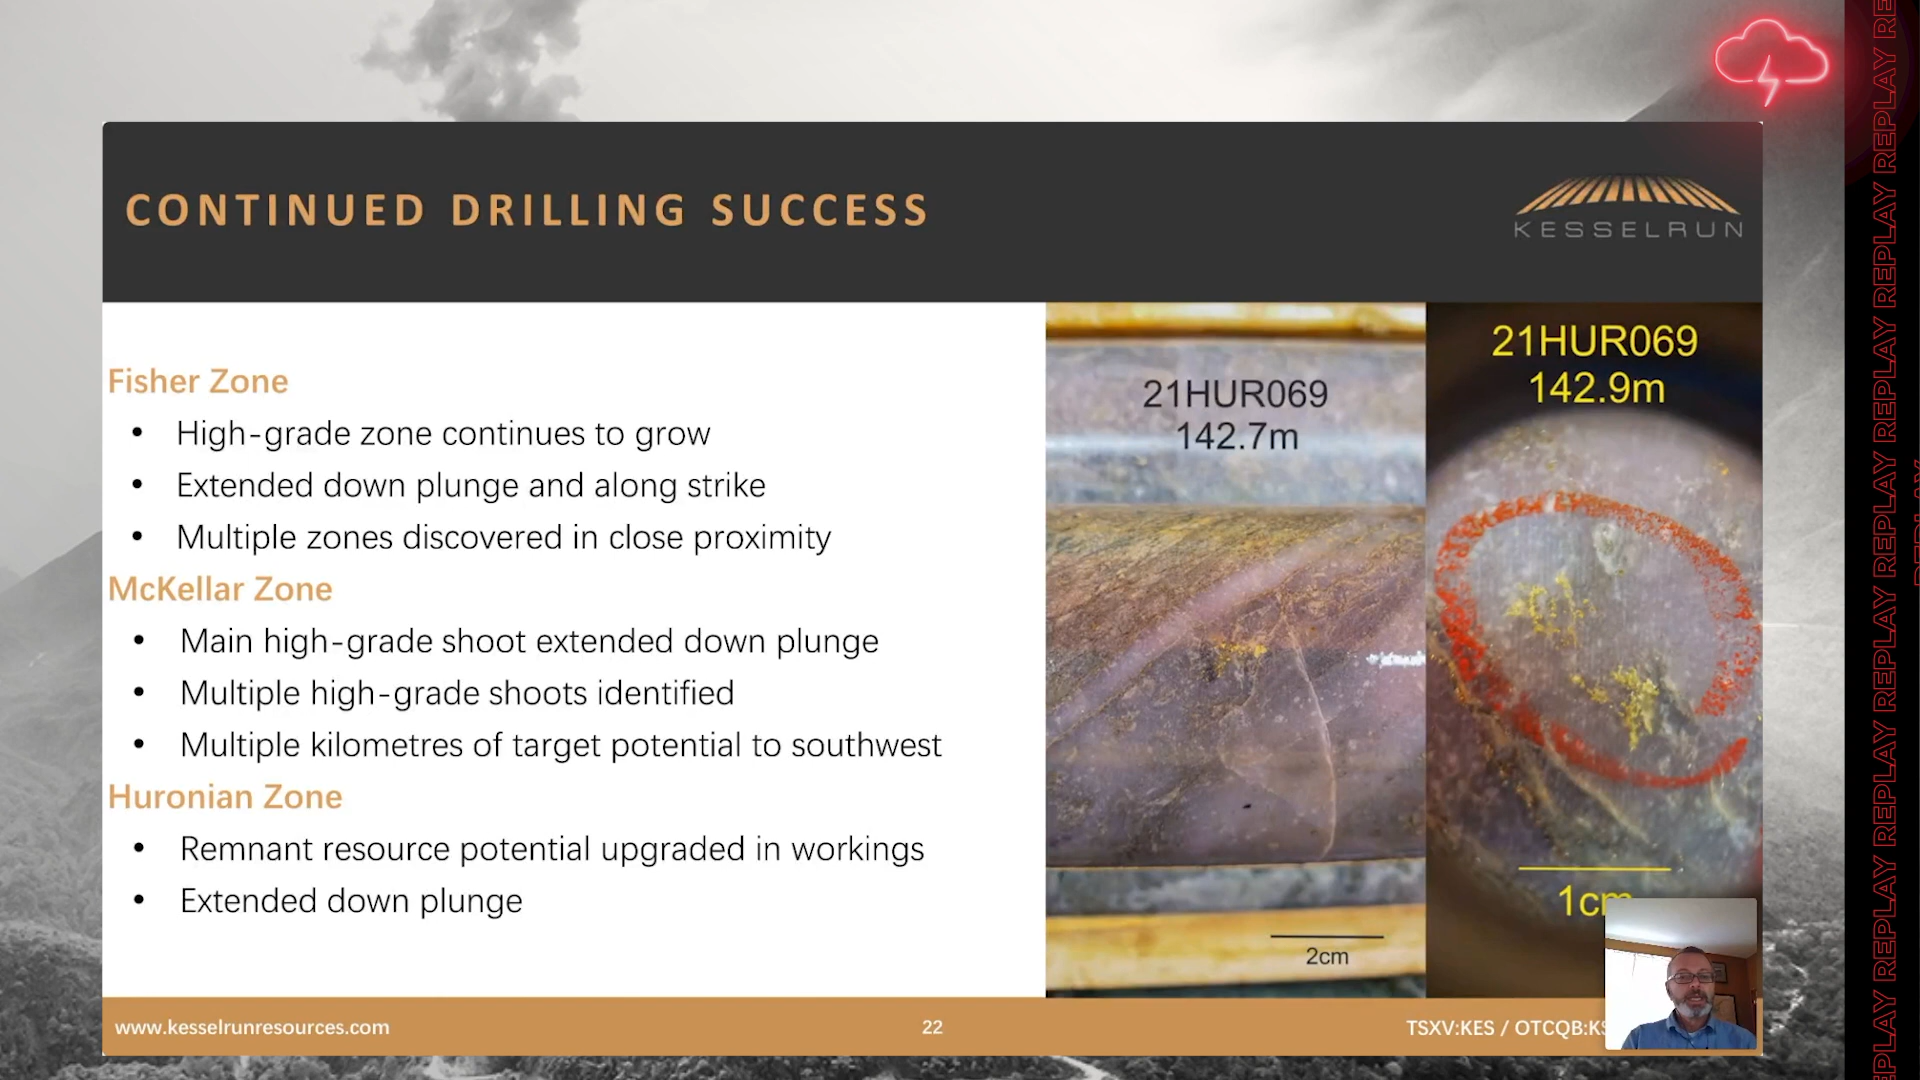 CONTINUED DRILLING SUCCESS
KESSELRUN
Fisher Zone
• High-grade zone continues to grow
• Extended down plunge and along strike
• Multiple zones discovered in close proximity
McKellar Zone
• Main high-grade shoot extended down plunge
• Multiple high-grade shoots identified
• Multiple kilometres of target potential to southwest
Huronian Zone
• Remnant resource potential upgraded in workings
• Extended down plunge
21HUR069
142.7m
2cm
21HUR069
142.9m
1cm
www.kesselrunresources.com
22
TSXV:KES / OTCQB:KS
REPLAY REPLAY REPLAY REPLAY REPLAY REPLAY REPLAY REPLAY